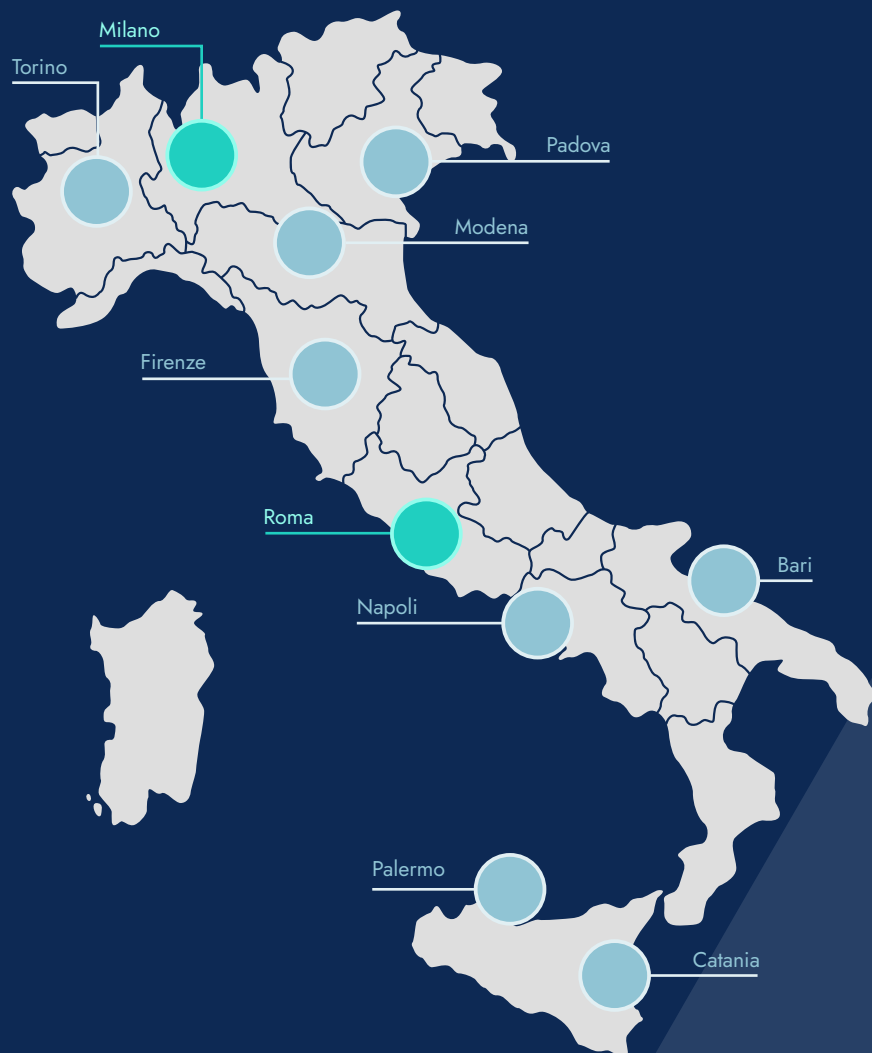 Milano
Torino
Padova
Modena
Firenze
Roma
Bari
Napoli
Palermo
Catania